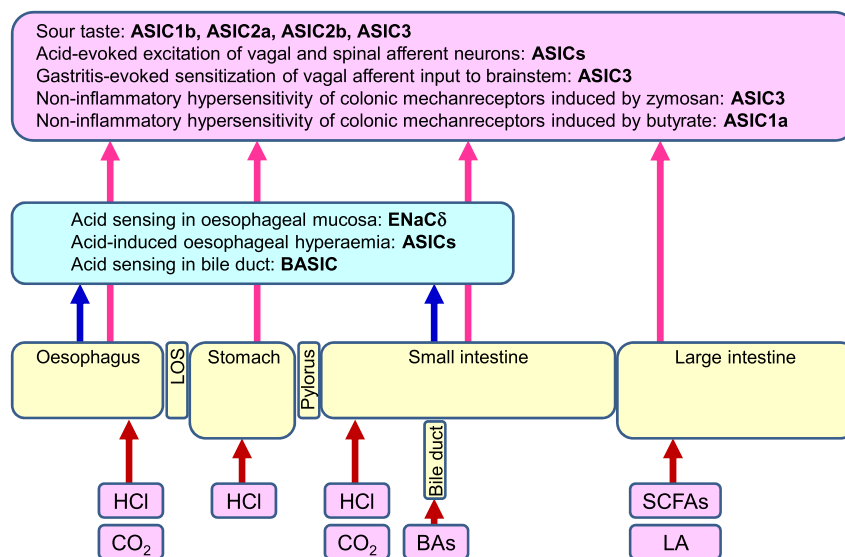 Sour taste: ASIC1b, ASIC2a, ASIC2b, ASIC3
Acid-evoked excitation of vagal and spinal afferent neurons: ASICs
Gastritis-evoked sensitization of vagal afferent input to brainstem: ASIC3
Non-inflammatory hypersensitivity of colonic mechanreceptors induced by zymosan: ASIC3
Non-inflammatory hypersensitivity of colonic mechanreceptors induced by butyrate: ASIC1a
Acid sensing in oesophageal mucosa: ENaCδ
Acid-induced oesophageal hyperaemia: ASICs
Acid sensing in bile duct: BASIC
Oesophagus
LOS
Stomach
Pylorus
Small intestine
Large intestine
Bile duct
HCl
HCl
HCl
SCFAs
CO₂
CO₂
BAs
LA